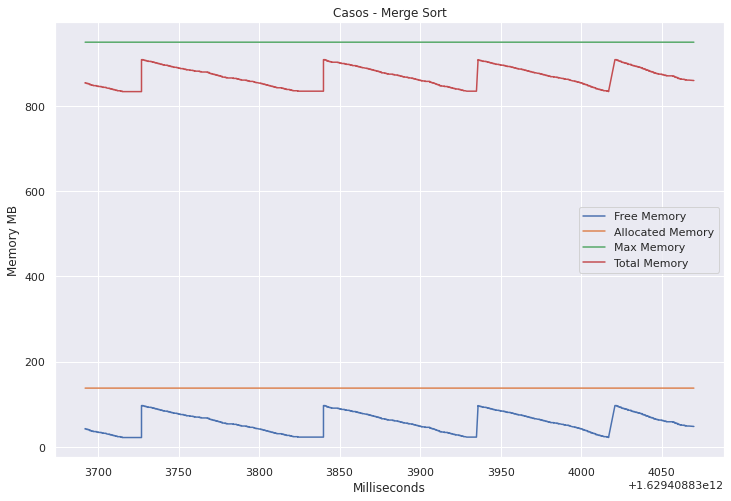 Casos - Merge Sort
Memory MB
800
600
400
200
0
Free Memory
Allocated Memory
Max Memory
Total Memory
3700 3750 3800 3850 3900 3950 4000 4050
+1.62940883e12
Milliseconds